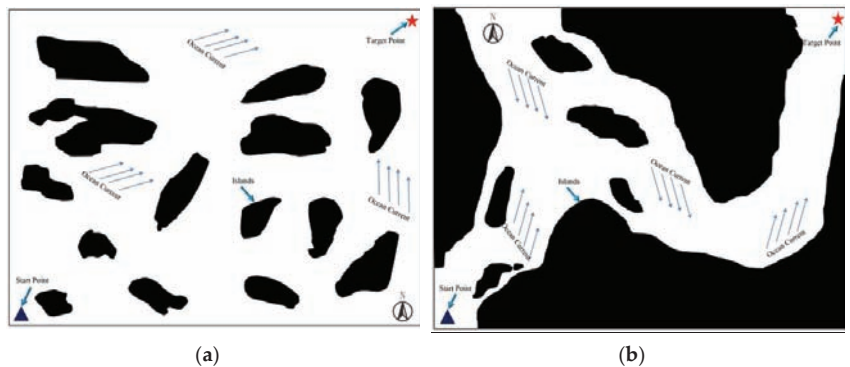 Target Point
Ocean Current
Ocean Current
Islands
Ocean Current
Start Point
N
(a)
N
Target Point
Ocean Current
Ocean Current
Islands
Ocean Current
Ocean Current
Start Point
(b)